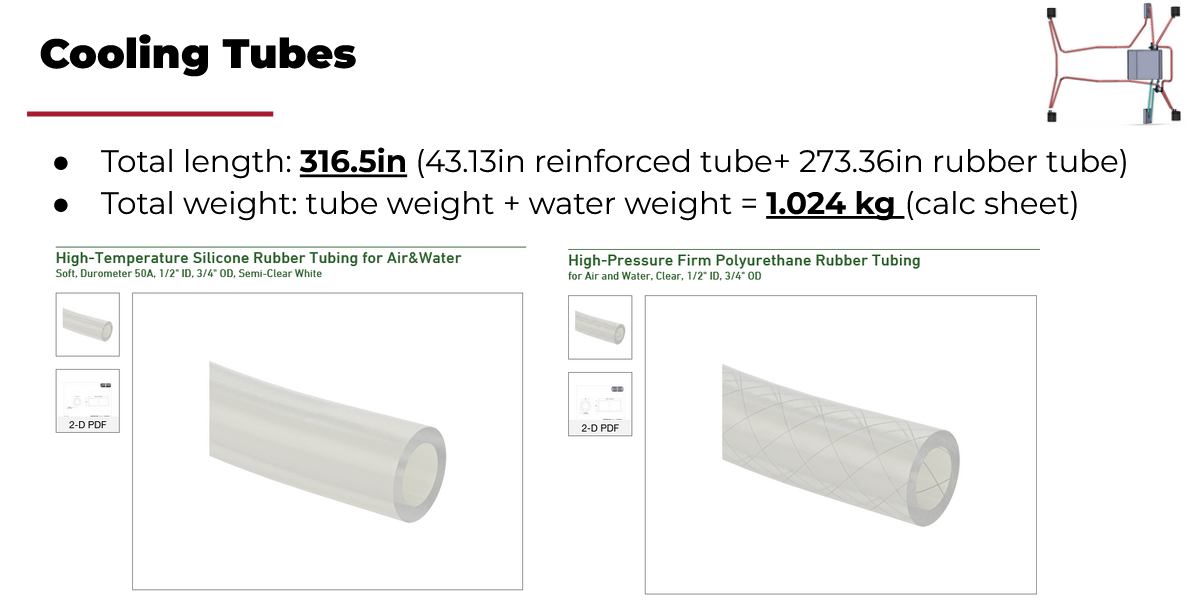 Cooling Tubes
● Total length: 316.5in (43.13in reinforced tube+ 273.36in rubber tube)
● Total weight: tube weight + water weight = 1.024 kg (calc sheet)
High-Temperature Silicone Rubber Tubing for Air&Water
Soft, Durometer 50A, 1/2" ID, 3/4" OD, Semi-Clear White
2-D PDF
High-Pressure Firm Polyurethane Rubber Tubing
for Air and Water, Clear, 1/2" ID, 3/4" OD
2-D PDF